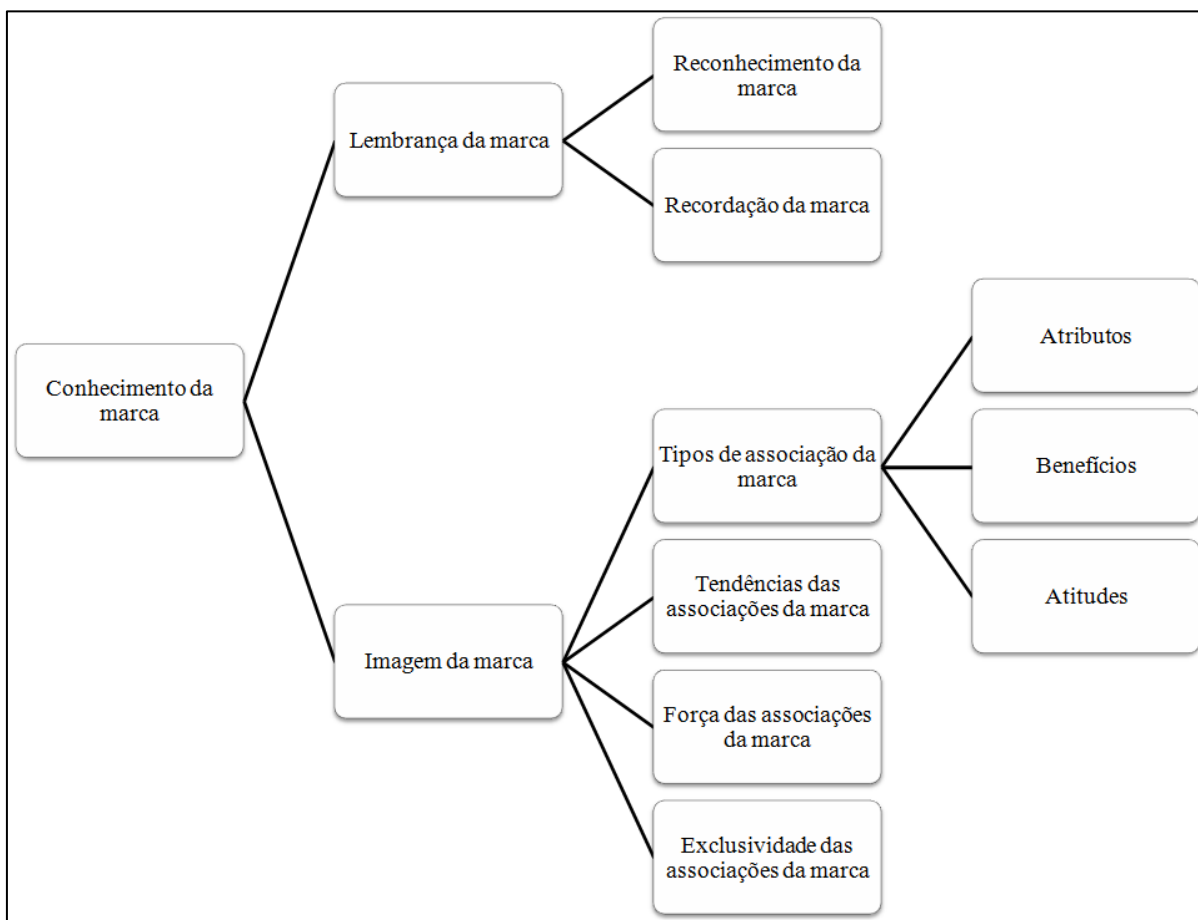 Reconhecimento da
marca
Lembrança da marca
Recordação da marca
Atributos
Conhecimento da
marca
Tipos de associação da
marca
Benefícios
Tendências das
associações da marca
Atitudes
Imagem da marca
Força das associações
da marca
Exclusividade das
associações da marca